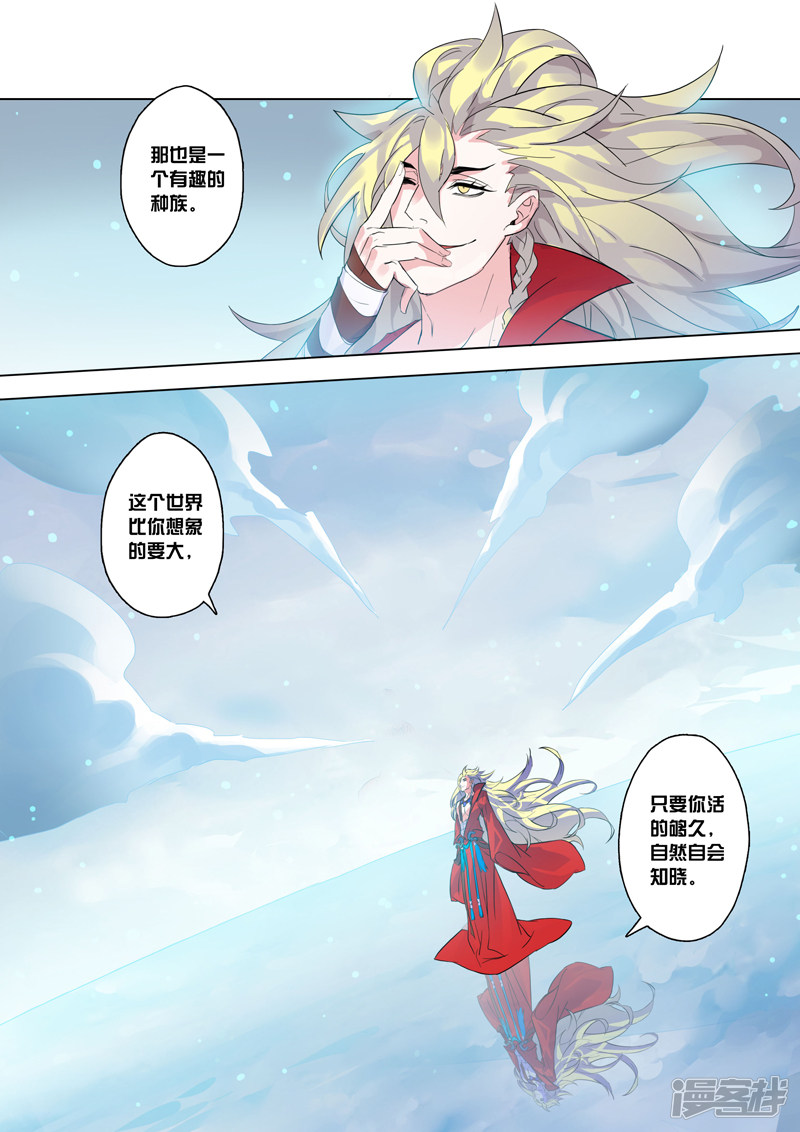 那也是一
个有趣的
种族。
这个世界
比你想象
的要大，
只要你活
的够久，
自然自会
知晓。
漫客栈